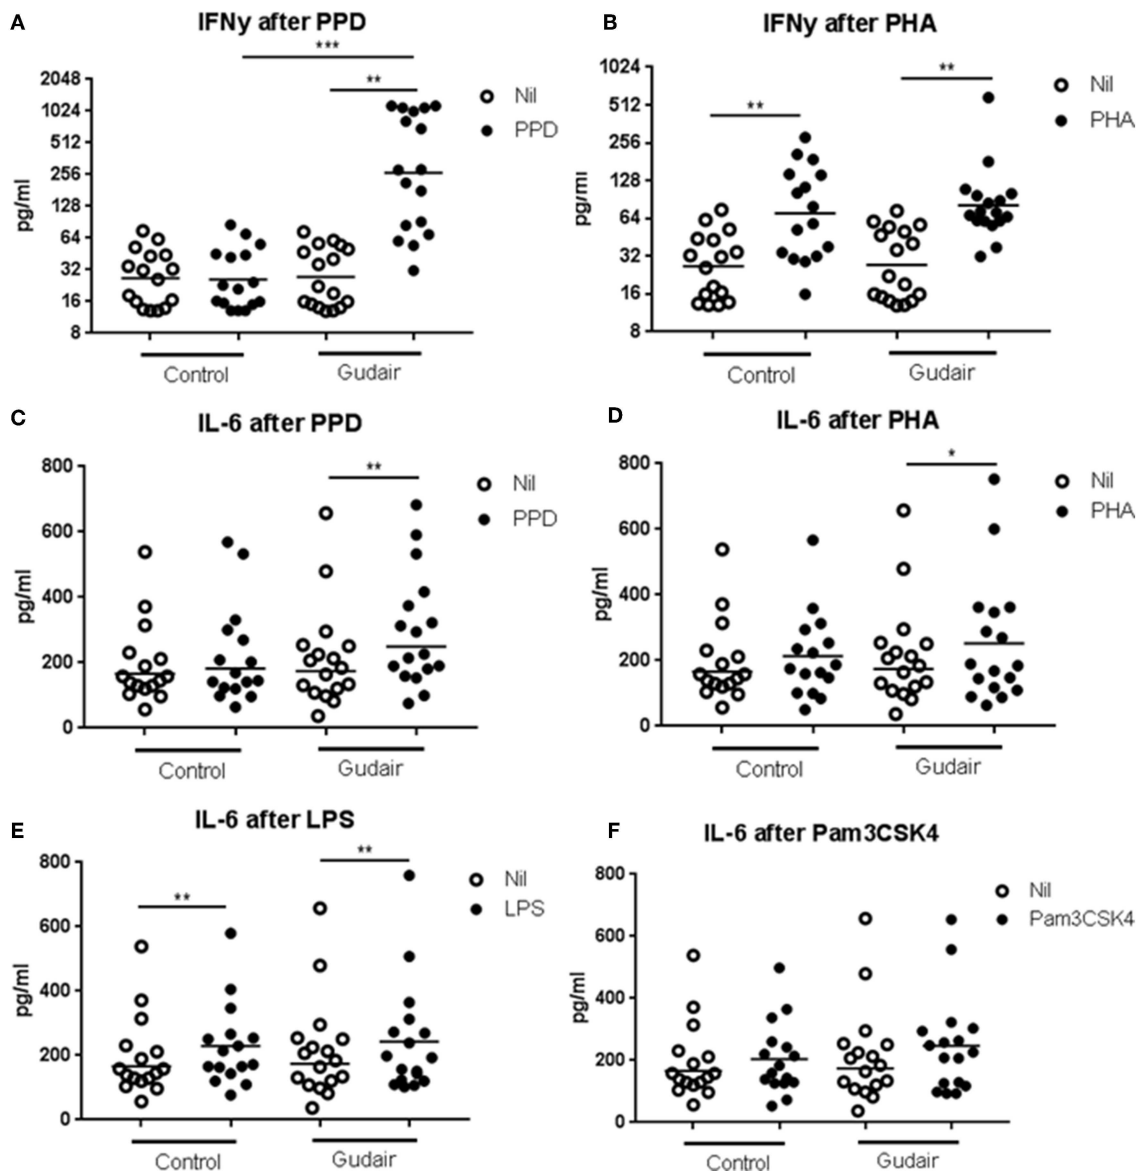 A
IFNy after PPD
***
**
2048
1024
512
256
128
64
32
16
8
pg/ml
Nil
PPD
Control
Gudair
B
IFNy after PHA
**
**
1024
512
256
128
64
32
16
8
pg/ml
Nil
PHA
Control
Gudair
C
IL-6 after PPD
**
800
600
400
200
0
pg/ml
Nil
PPD
Control
Gudair
D
IL-6 after PHA
*
800
600
400
200
0
pg/ml
Nil
PHA
Control
Gudair
E
IL-6 after LPS
**
**
800
600
400
200
0
pg/ml
Nil
LPS
Control
Gudair
F
IL-6 after Pam3CSK4
800
600
400
200
0
pg/ml
Nil
Pam3CSK4
Control
Gudair